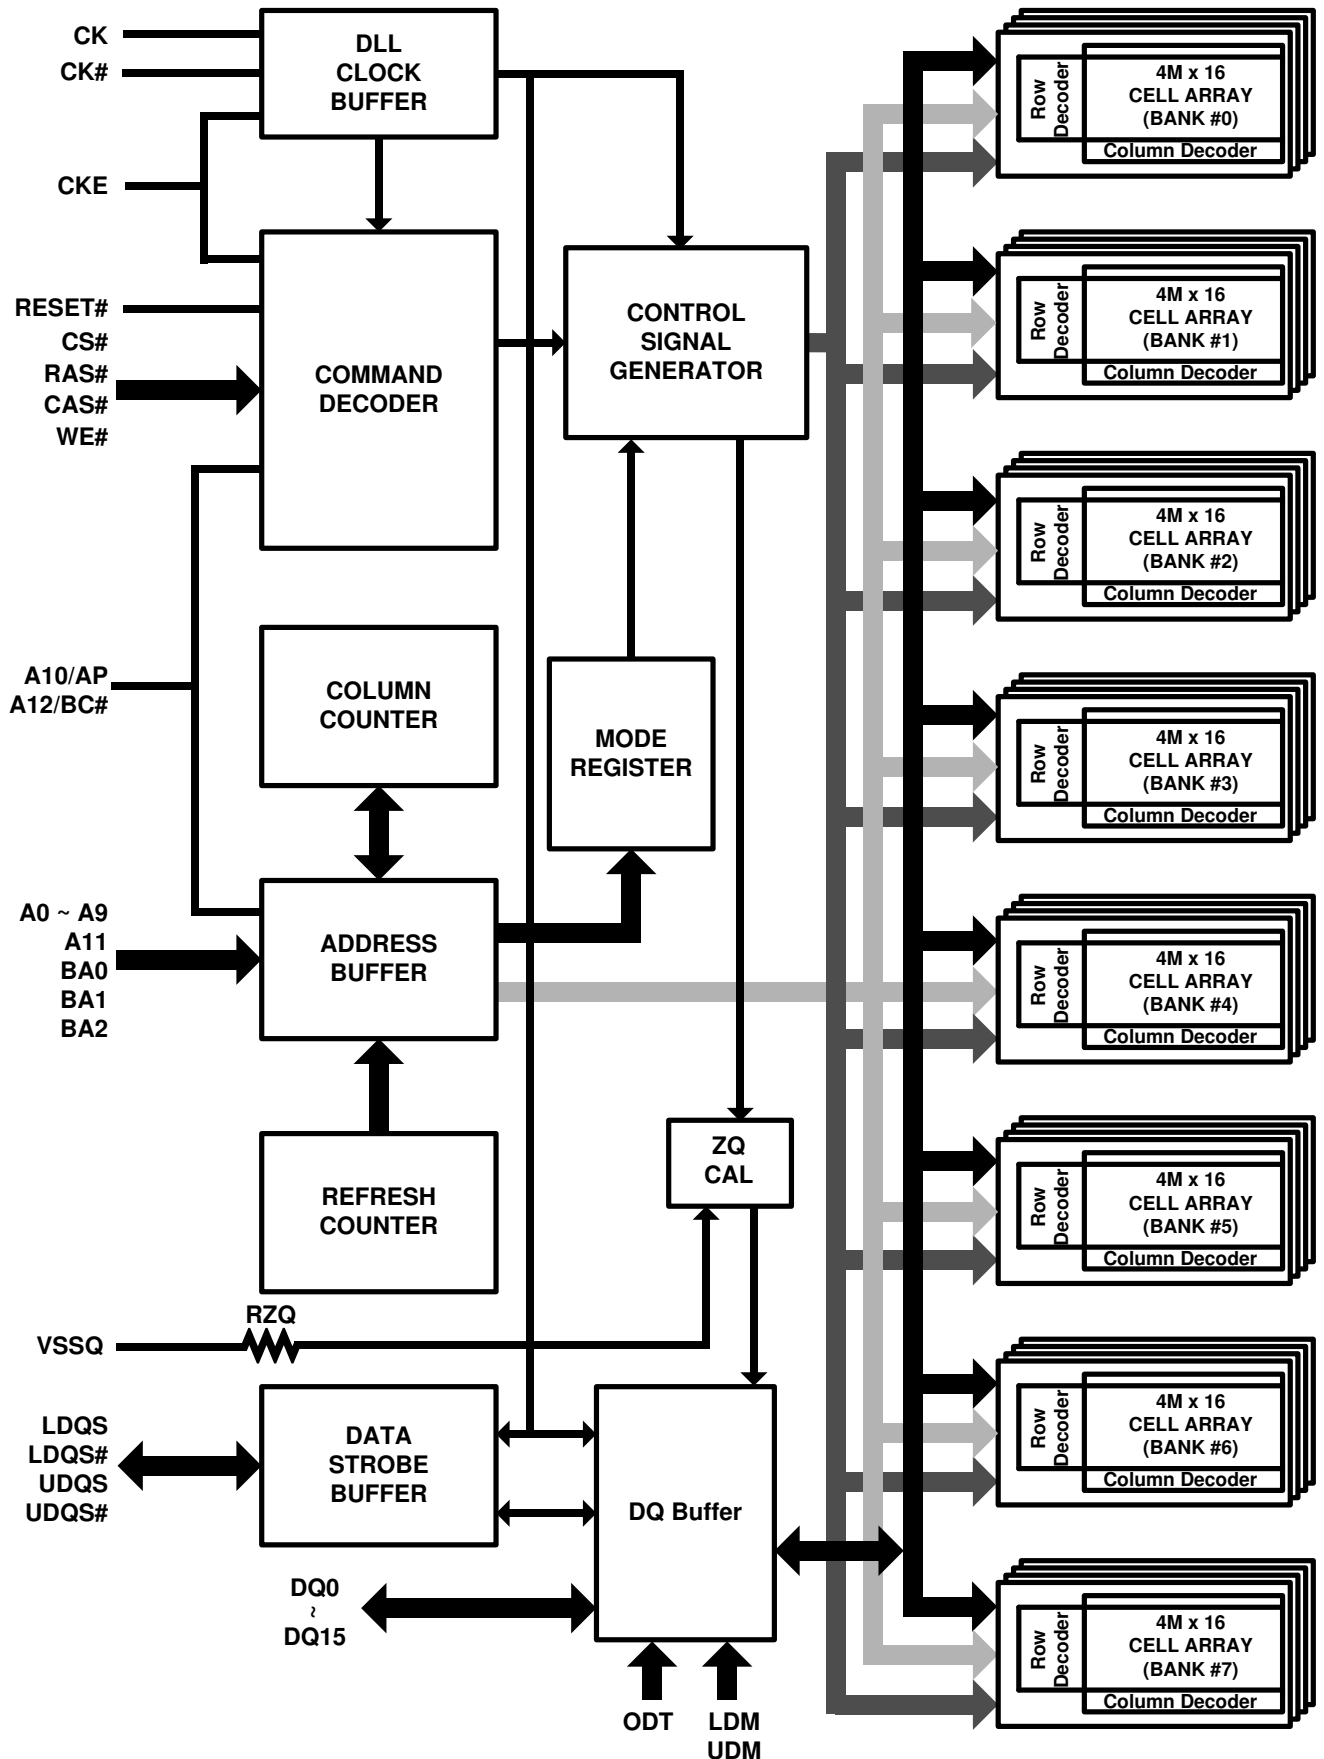 CK
CK#
CKE
RESET#
CS#
RAS#
CAS#
WE#
A10/AP
A12/BC#
A0 ~ A9
A11
BA0
BA1
BA2
VSSQ
RZQ
LDQS
LDQS#
UDQS
UDQS#
DQ0
~
DQ15
DLL
CLOCK
BUFFER
COMMAND
DECODER
COLUMN
COUNTER
ADDRESS
BUFFER
REFRESH
COUNTER
DATA
STROBE
BUFFER
CONTROL
SIGNAL
GENERATOR
MODE
REGISTER
ZQ
CAL
DQ Buffer
ODT
LDM
UDM
Row
Decoder
4M x 16
CELL ARRAY
(BANK #0)
Column Decoder
Row
Decoder
4M x 16
CELL ARRAY
(BANK #1)
Column Decoder
Row
Decoder
4M x 16
CELL ARRAY
(BANK #2)
Column Decoder
Row
Decoder
4M x 16
CELL ARRAY
(BANK #3)
Column Decoder
Row
Decoder
4M x 16
CELL ARRAY
(BANK #4)
Column Decoder
Row
Decoder
4M x 16
CELL ARRAY
(BANK #5)
Column Decoder
Row
Decoder
4M x 16
CELL ARRAY
(BANK #6)
Column Decoder
Row
Decoder
4M x 16
CELL ARRAY
(BANK #7)
Column Decoder